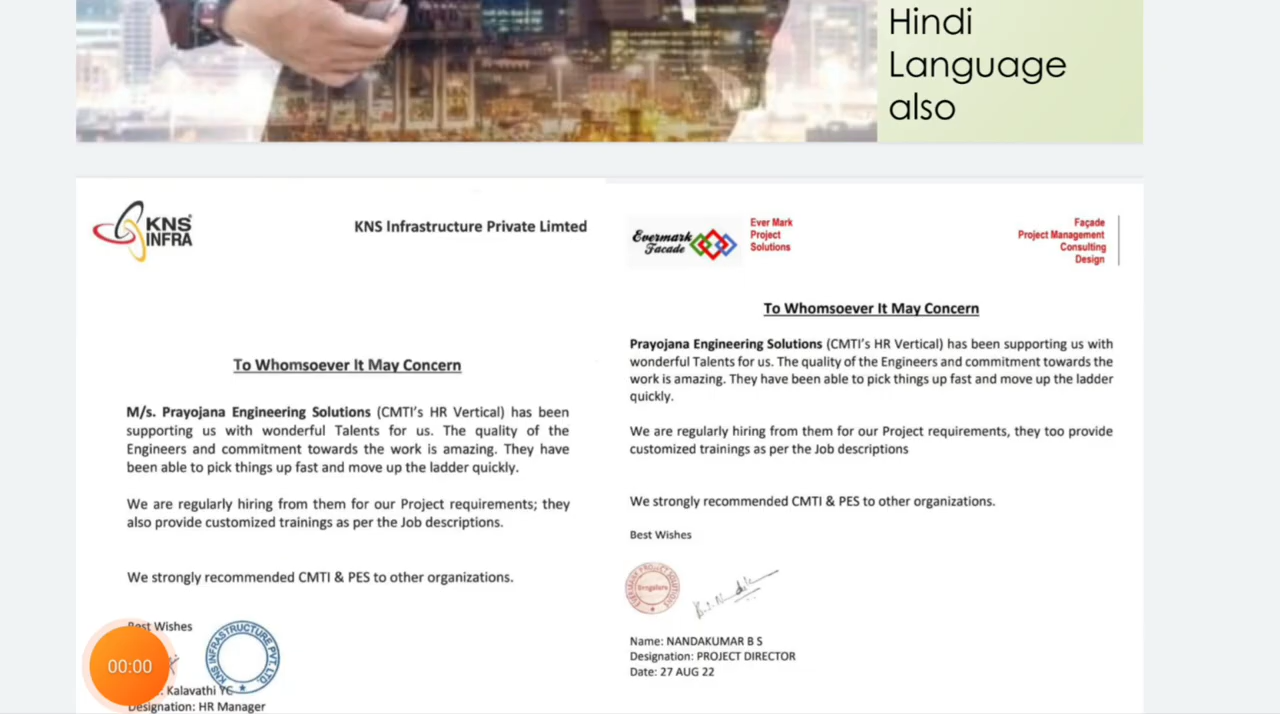 Hindi
Language
also
KNS
INFRA
KNS Infrastructure Private Limted
To Whomsoever It May Concern
M/s. Prayojana Engineering Solutions (CMTI's HR Vertical) has been
supporting us with wonderful Talents for us. The quality of the
Engineers and commitment towards the work is amazing. They have
been able to pick things up fast and move up the ladder quickly.
We are regularly hiring from them for our Project requirements; they
also provide customized trainings as per the Job descriptions.
We strongly recommended CMTI & PES to other organizations.
Best Wishes
INFRASTRUCTURE PVT. LTD.
00:00
Kalavathi YC
Designation: HR Manager
Evermark
Facade
Ever Mark
Project
Solutions
Façade
Project Management
Consulting
Design
To Whomsoever It May Concern
Prayojana Engineering Solutions (CMTI's HR Vertical) has been supporting us with
wonderful Talents for us. The quality of the Engineers and commitment towards the
work is amazing. They have been able to pick things up fast and move up the ladder
quickly.
We are regularly hiring from them for our Project requirements, they too provide
customized trainings as per the Job descriptions
We strongly recommended CMTI & PES to other organizations.
Best Wishes
EVERMARK PROJECT SOLUTIONS
Bengaluru
Name: NANDAKUMAR B S
Designation: PROJECT DIRECTOR
Date: 27 AUG 22